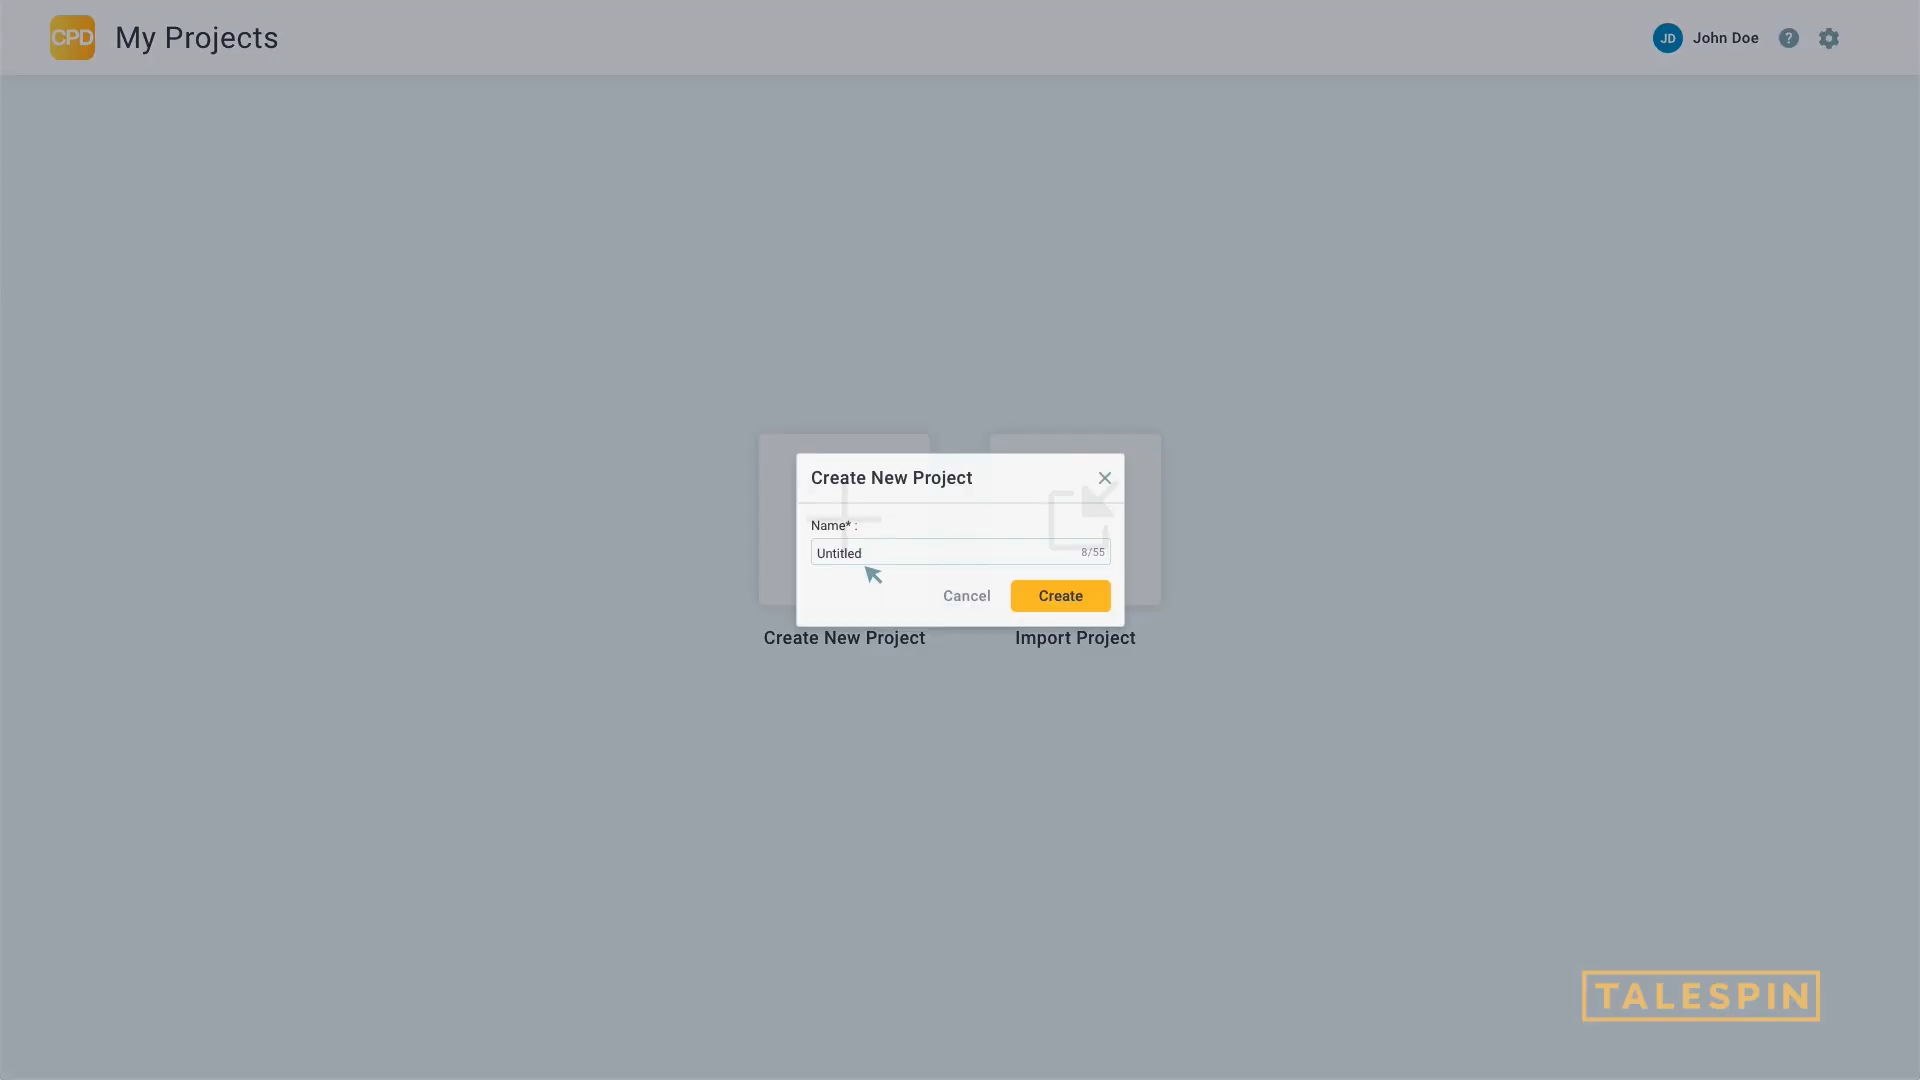 CPD My Projects
JD John Doe ?
Create New Project
Name* :
Untitled 8/55
Cancel Create
Create New Project Import Project
TALESPIN